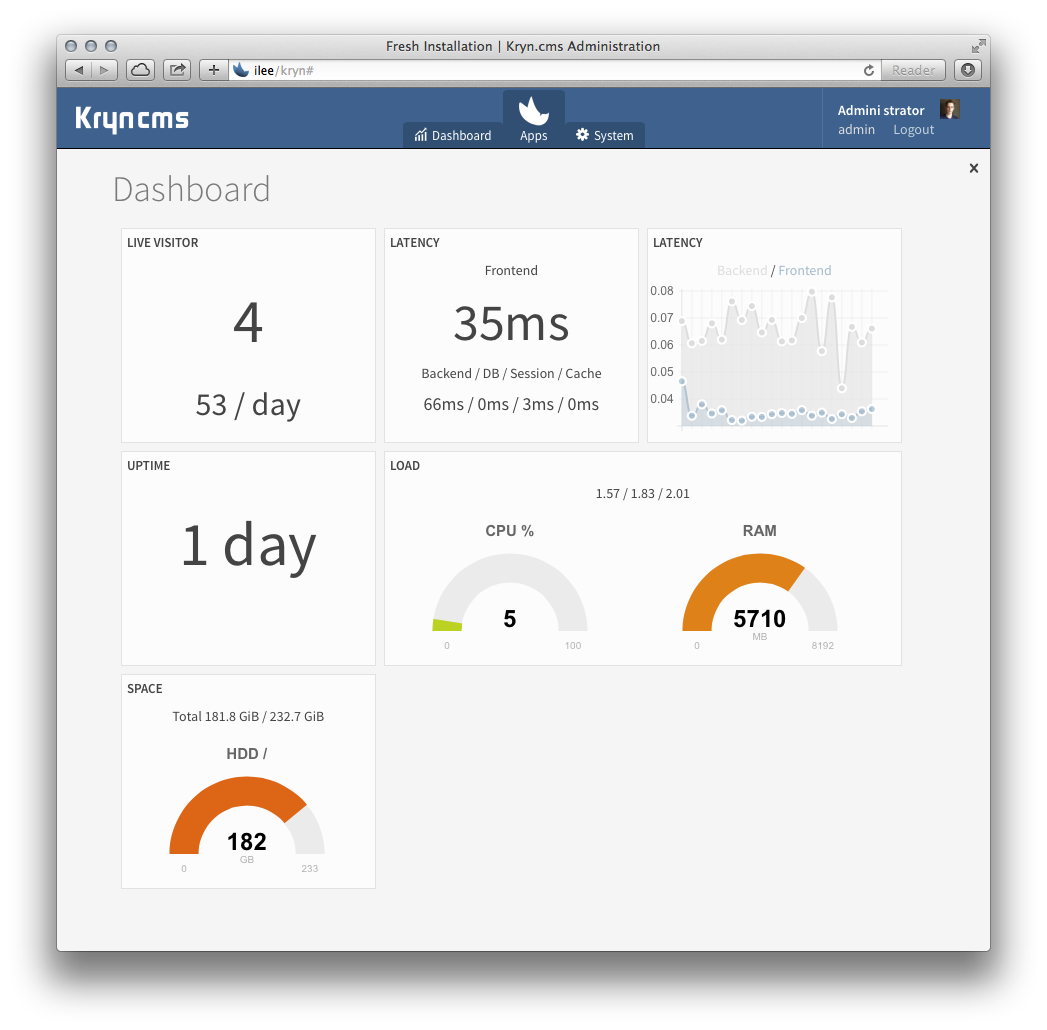 Fresh Installation | Kryn.cms Administration
ilee/kryn#
Reader
Kryncms
Dashboard
Apps
System
Admini strator
admin Logout
Dashboard
LIVE VISITOR
4
53 / day
LATENCY
Frontend
35ms
Backend / DB / Session / Cache
66ms / 0ms / 3ms / 0ms
LATENCY
Backend / Frontend
0.08
0.07
0.06
0.05
0.04
UPTIME
1 day
LOAD
1.57 / 1.83 / 2.01
CPU %
5
0 100
RAM
5710
MB
0 8192
SPACE
Total 181.8 GiB / 232.7 GiB
HDD /
182
GB
0 233